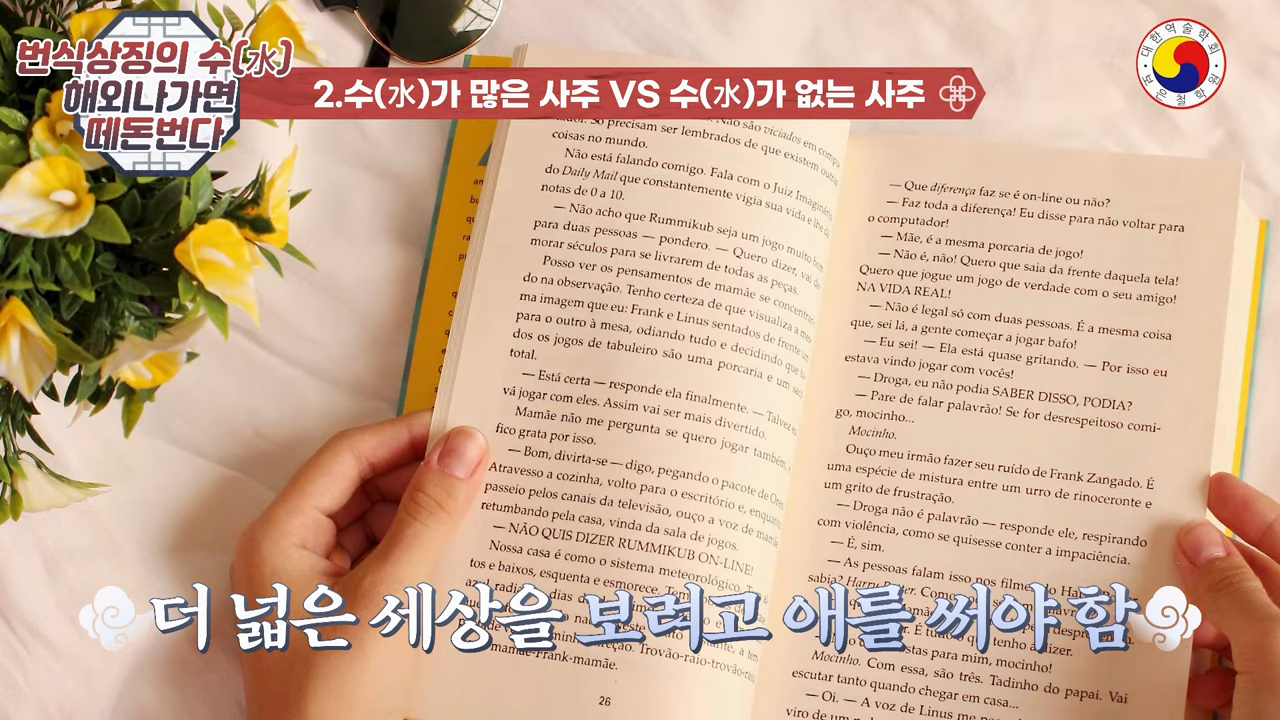 번식상징의 수(水)
해외나가면
떼돈번다
2.수(水)가 많은 사주 VS 수(水)가 없는 사주
대한역술학회
보은철학원
So precisam ser lembrados de que existem
coisas no mundo.
Não está falando comigo. Fala com o Juiz
do Daily Mail que constantemente vigia sua vida e lhe
notas de 0 a 10.
— Não acho que Rummikub seja um jogo muito bom
para duas pessoas — pondero. — Quero dizer, vai
morar séculos para se livrarem de todas as peças.
Posso ver os pensamentos de mamãe se
do na observação. Tenho certeza de que visualiza a
ma imagem que eu: Frank e Linus sentados de frente um
para o outro à mesa, odiando tudo e decidindo que
dos os jogos de tabuleiro são uma porcaria e um
total.
— Está certa — responde ela finalmente. — Talvez eu
vá jogar com eles. Assim vai ser mais divertido.
Mamãe não me pergunta se quero jogar também, e
fico grata por isso.
— Bom, divirta-se — digo, pegando o pacote de
Atravesso a cozinha, volto para o escritório e, enquanto
passeio pelos canais da televisão, ouço a voz de mamãe
retumbando pela casa, vinda da sala de jogos.
— NÃO QUIS DIZER RUMMIKUB ON-LINE!
Nossa casa é como o sistema meteorológico.
tos e baixos, esquenta e esmorece.
26
— Que diferença faz se é on-line ou não?
— Faz toda a diferença! Eu disse para não voltar para
o computador!
— Mãe, é a mesma porcaria de jogo!
— Não é, não! Quero que saia da frente daquela tela!
Quero que jogue um jogo de verdade com o seu amigo!
NA VIDA REAL!
— Não é legal só com duas pessoas. É a mesma coisa
que, sei lá, a gente começar a jogar bafo!
— Eu sei! — Ela está quase gritando. — Por isso eu
estava vindo jogar com vocês!
— Droga, eu não podia SABER DISSO, PODIA?
— Pare de falar palavrão! Se for desrespeitoso comi-
go, mocinho...
Mocinho.
Ouço meu irmão fazer seu ruído de Frank Zangado. É
uma espécie de mistura entre um urro de rinoceronte e
um grito de frustração.
— Droga não é palavrão — responde ele, respirando
com violência, como se quisesse conter a impaciência.
— É, sim.
— As pessoas falam isso nos filmes do
sabia?
para mim, mocinho!
Mocinho. Com essa, são três. Tadinho do papai. Vai
escutar tanto quando chegar em casa...
— Oi. — A voz de Linus me
더 넓은 세상을 보려고 애를 써야 함